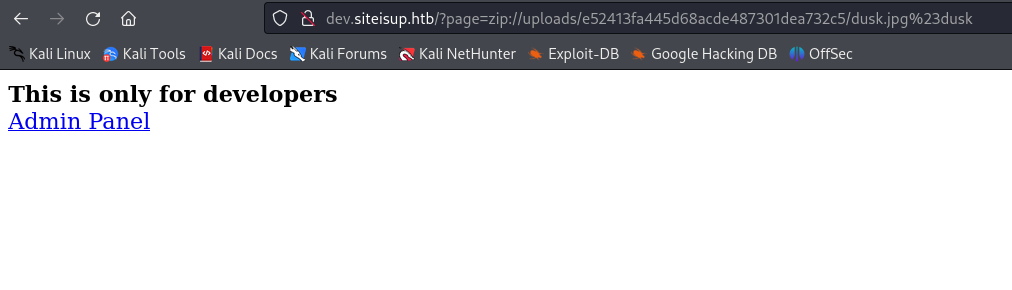 dev.siteisup.htb/?page=zip://uploads/e52413fa445d68acde487301dea732c5/dusk.jpg%23dusk
Kali Linux Kali Tools Kali Docs Kali Forums Kali NetHunter Exploit-DB Google Hacking DB OffSec
This is only for developers
Admin Panel